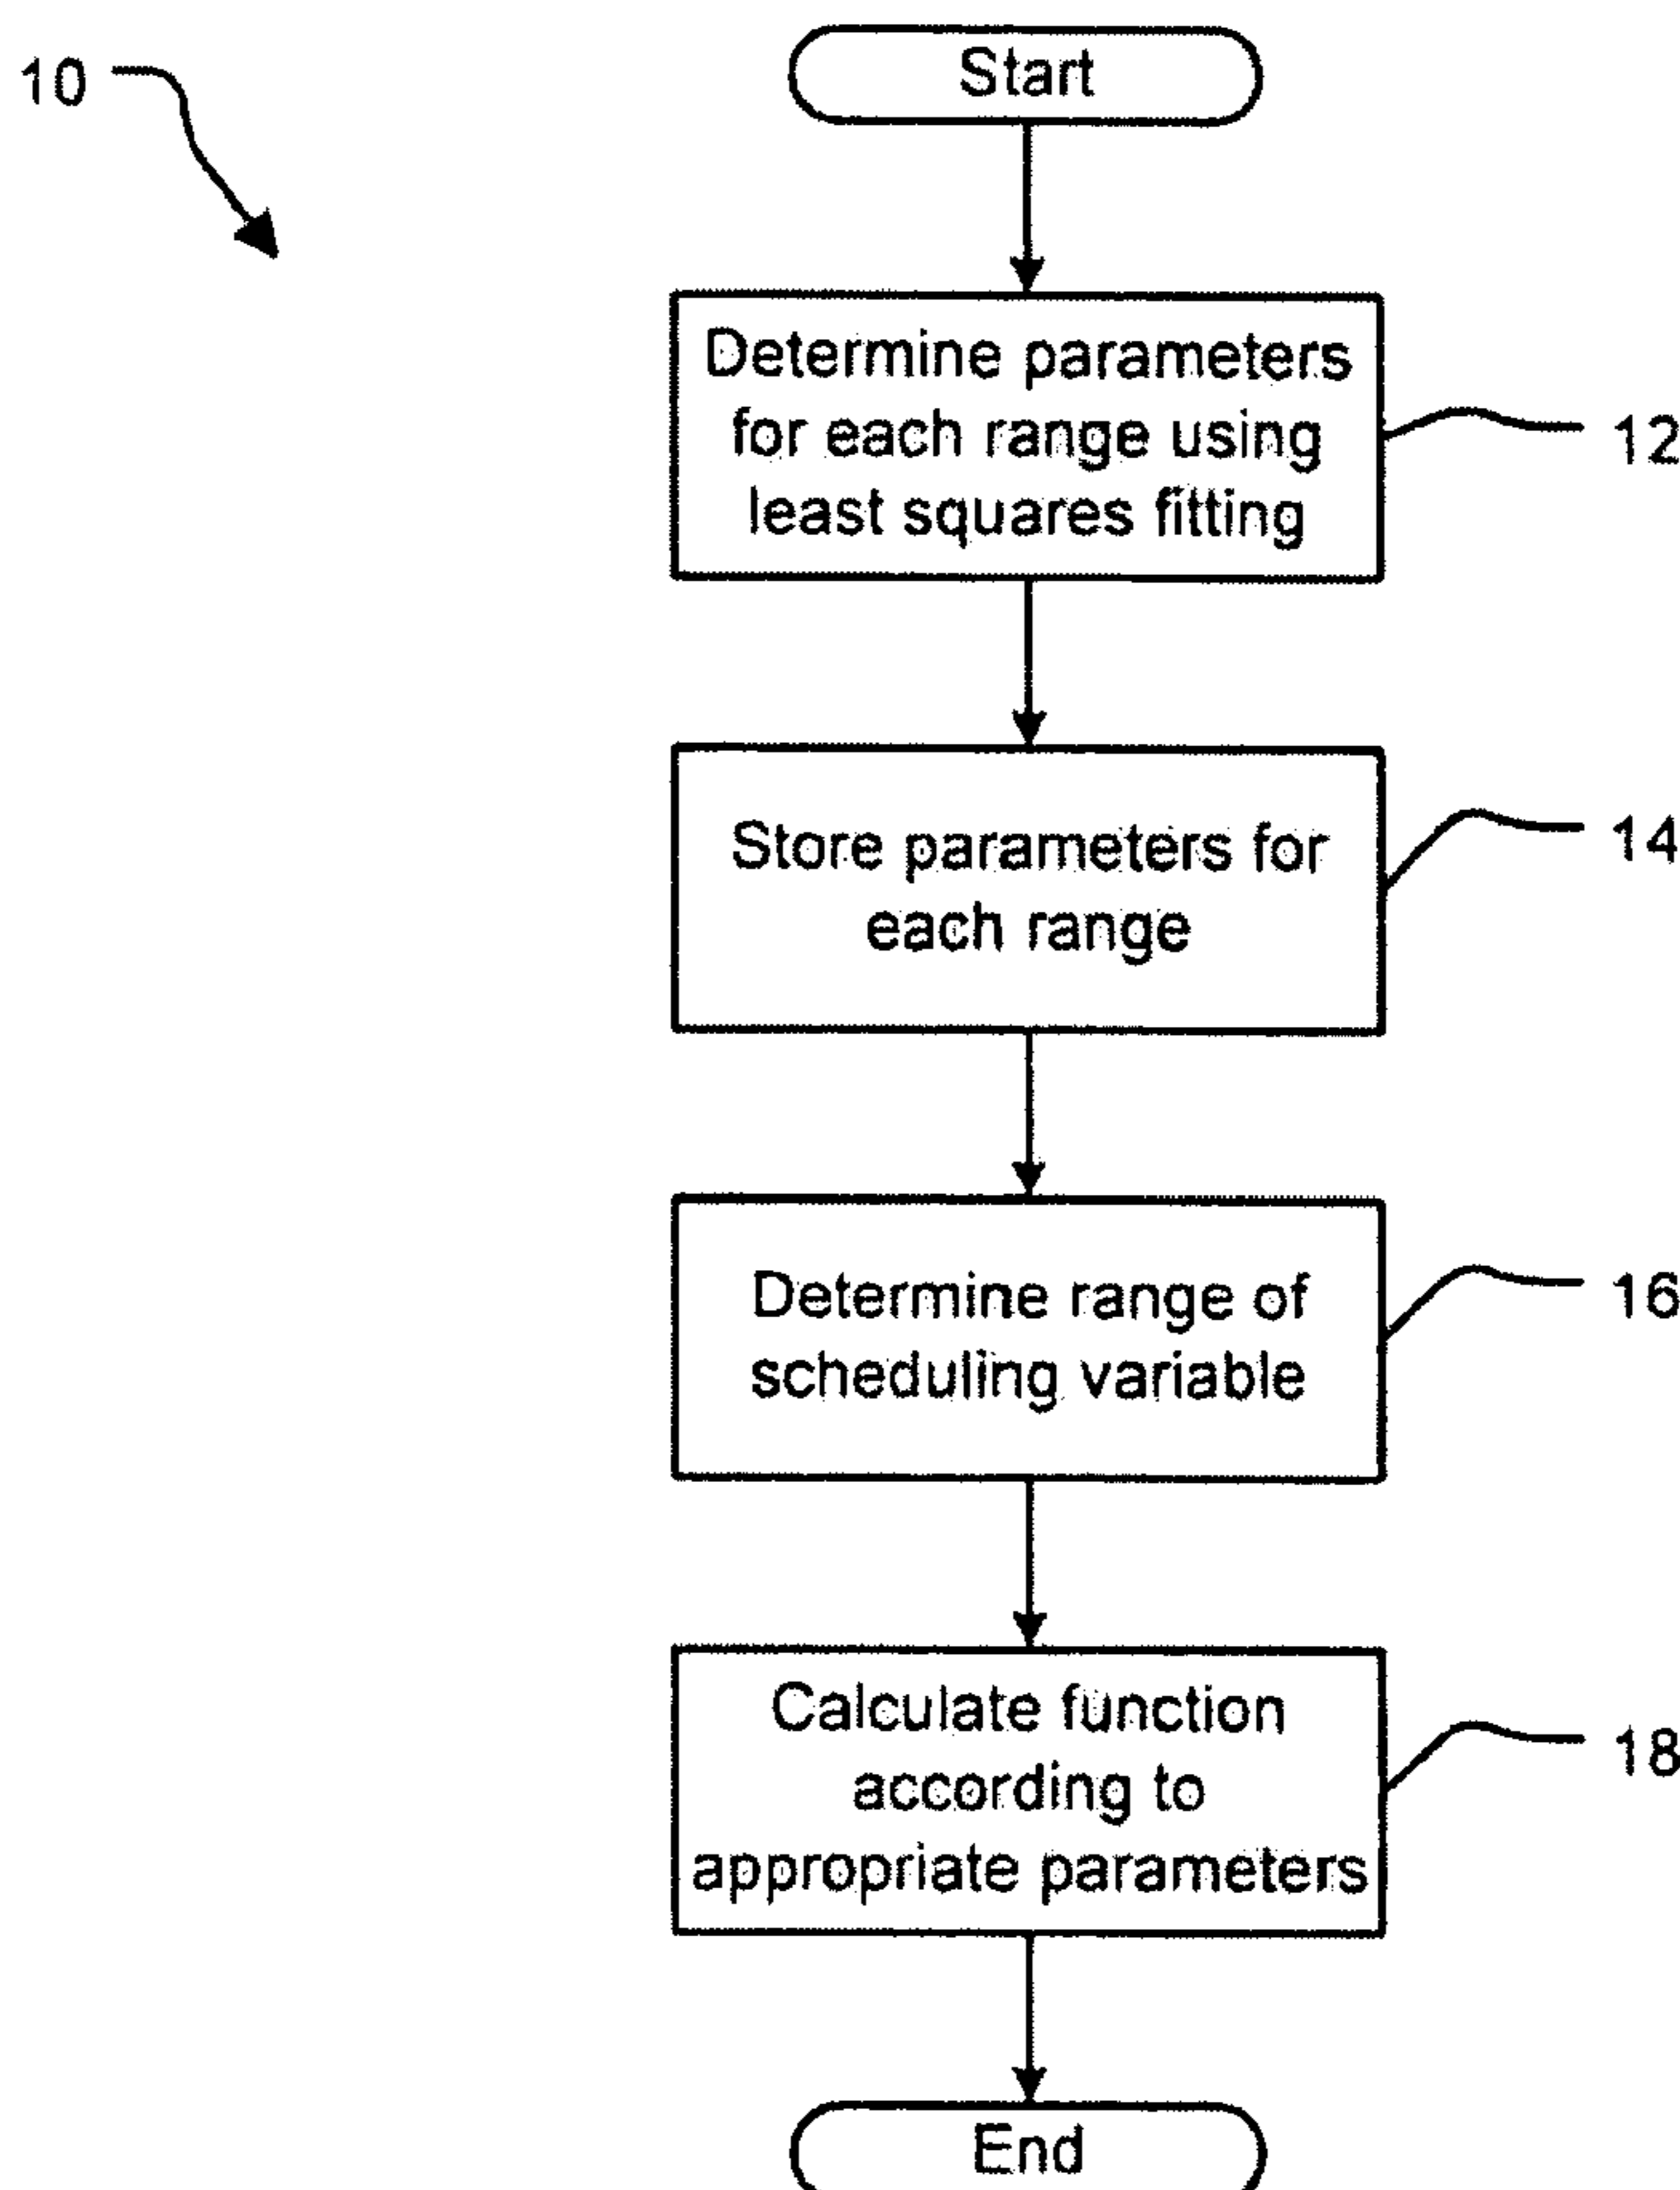 10
Start
Determine parameters
for each range using
least squares fitting
12
Store parameters for
each range
14
Determine range of
scheduling variable
16
Calculate function
according to
appropriate parameters
18
End